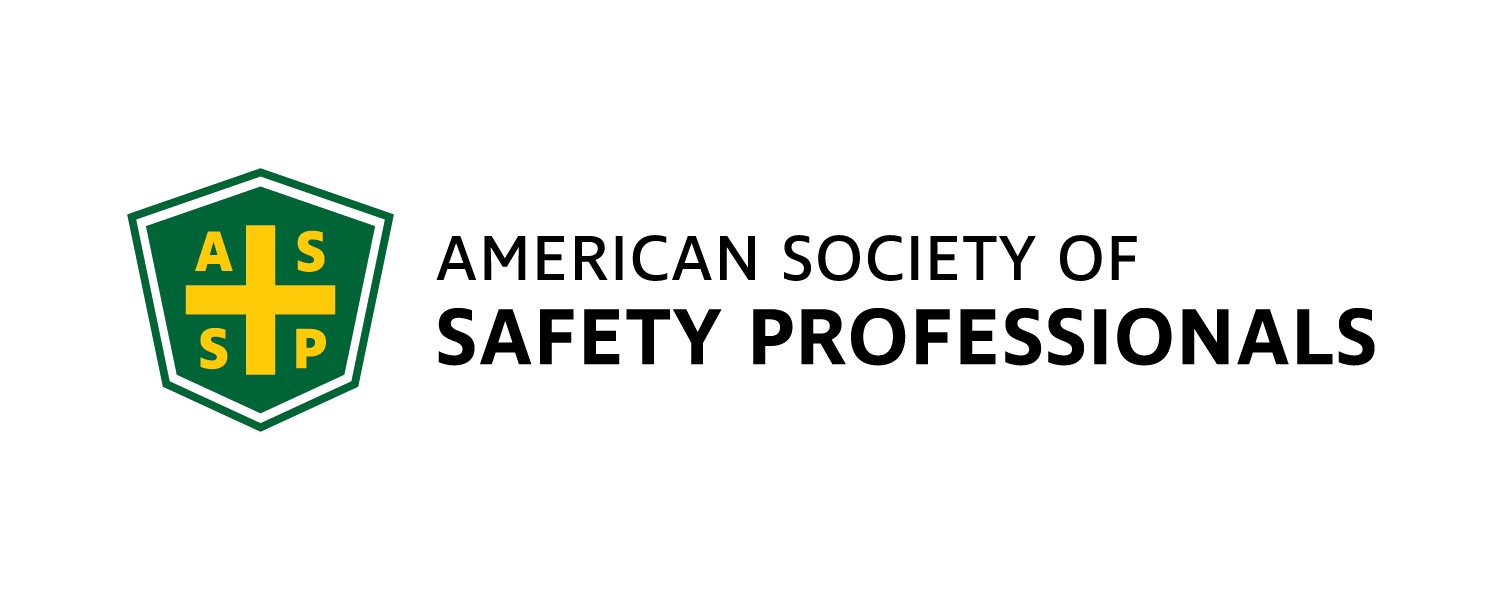 A S
S P
AMERICAN SOCIETY OF
SAFETY PROFESSIONALS